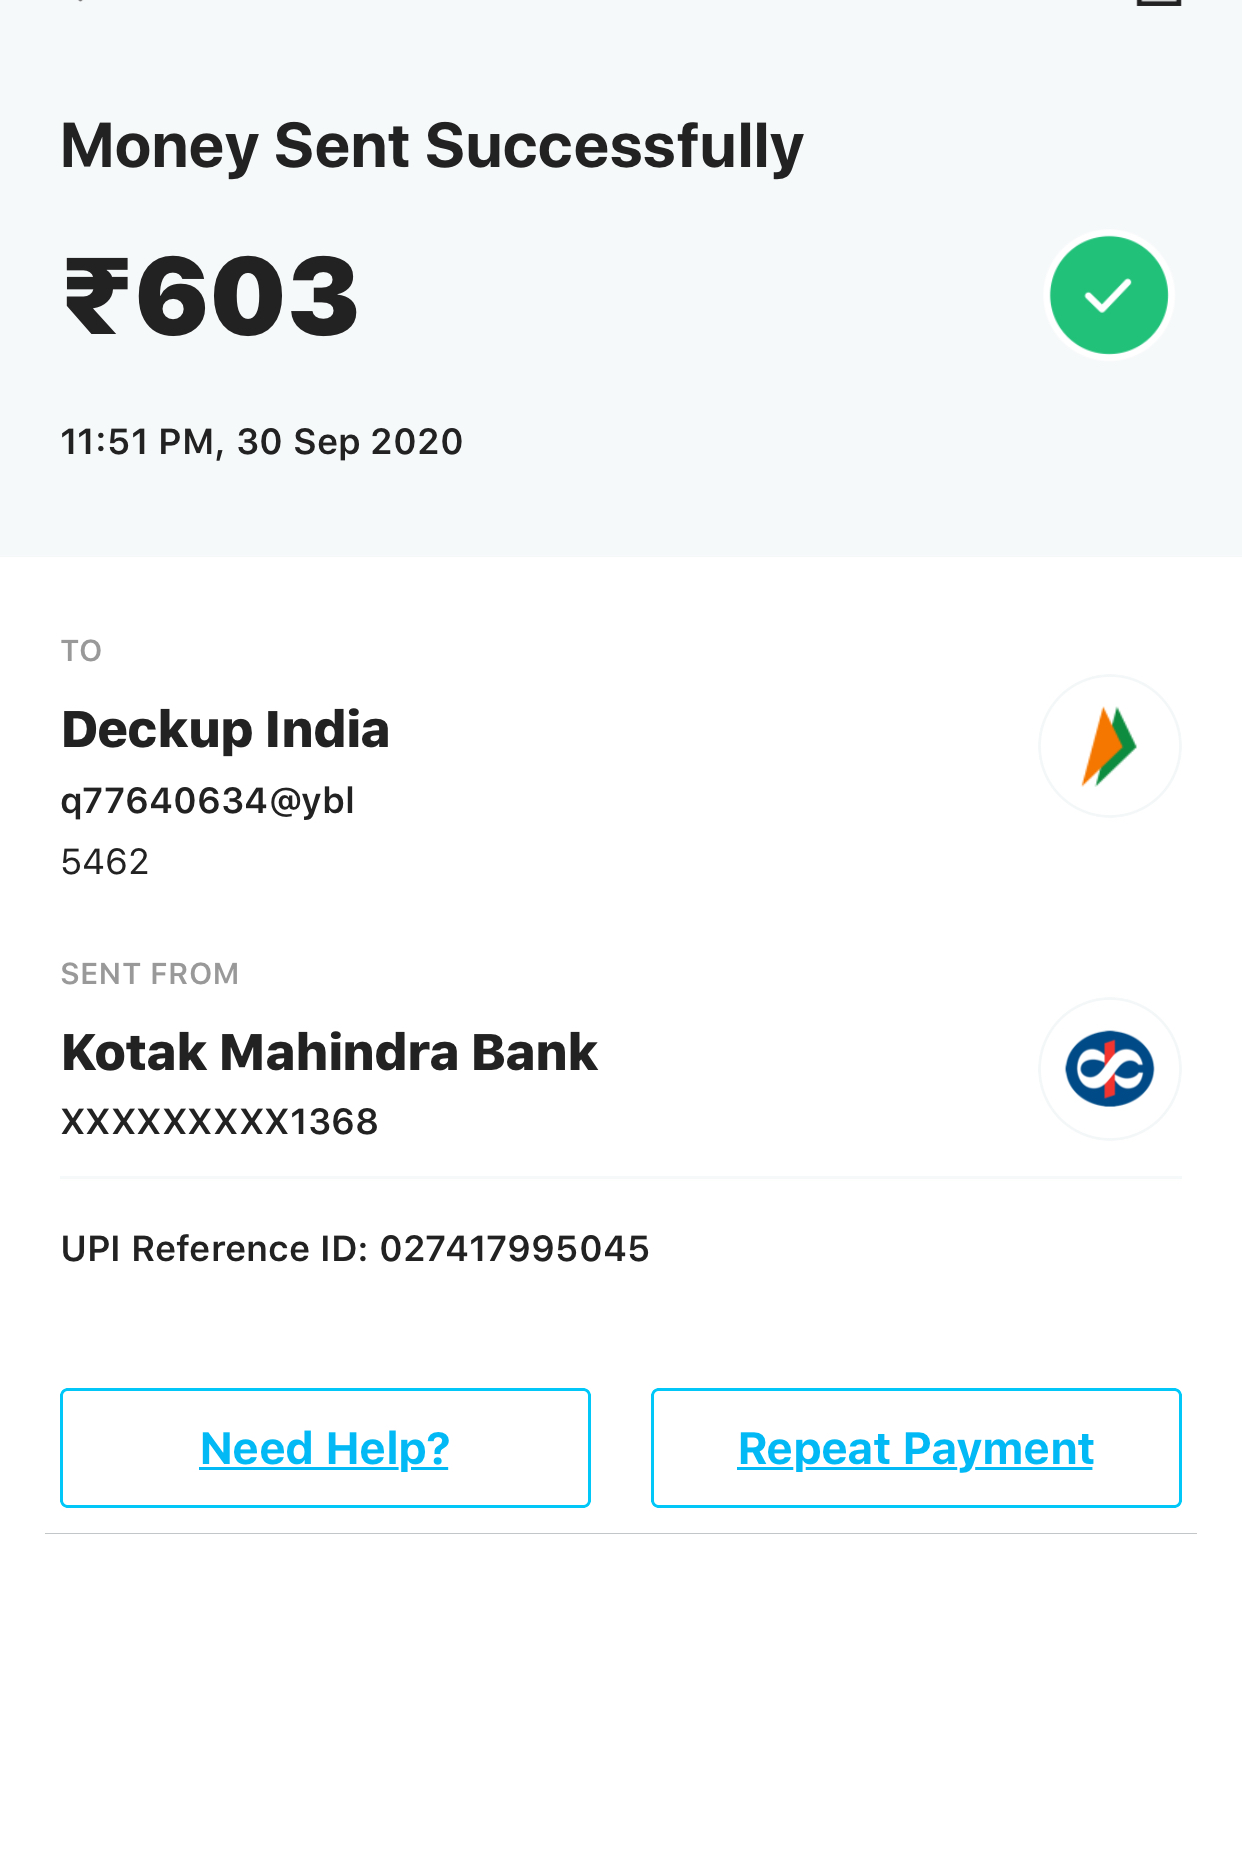 Money Sent Successfully
₹603
11:51 PM, 30 Sep 2020
TO
Deckup India
q77640634@ybl
5462
SENT FROM
Kotak Mahindra Bank
XXXXXXXXX1368
UPI Reference ID: 027417995045
Need Help?
Repeat Payment